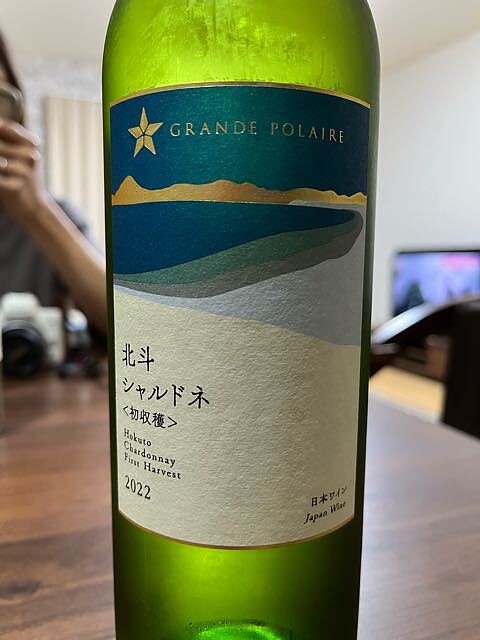 GRANDE POLAIRE
北斗
シャルドネ
<初収穫>
Hokuto
Chardonnay
First Harvest
2022
日本ワイン
Japan Wine